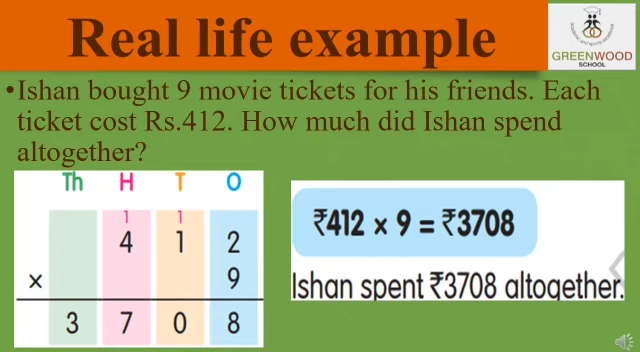 Real life example
GREENWOOD
SCHOOL
•Ishan bought 9 movie tickets for his friends. Each
ticket cost Rs.412. How much did Ishan spend
altogether?
Th H T O
1 1
4 1 2
× 9
3 7 0 8
₹412 × 9 = ₹3708
Ishan spent ₹3708 altogether.